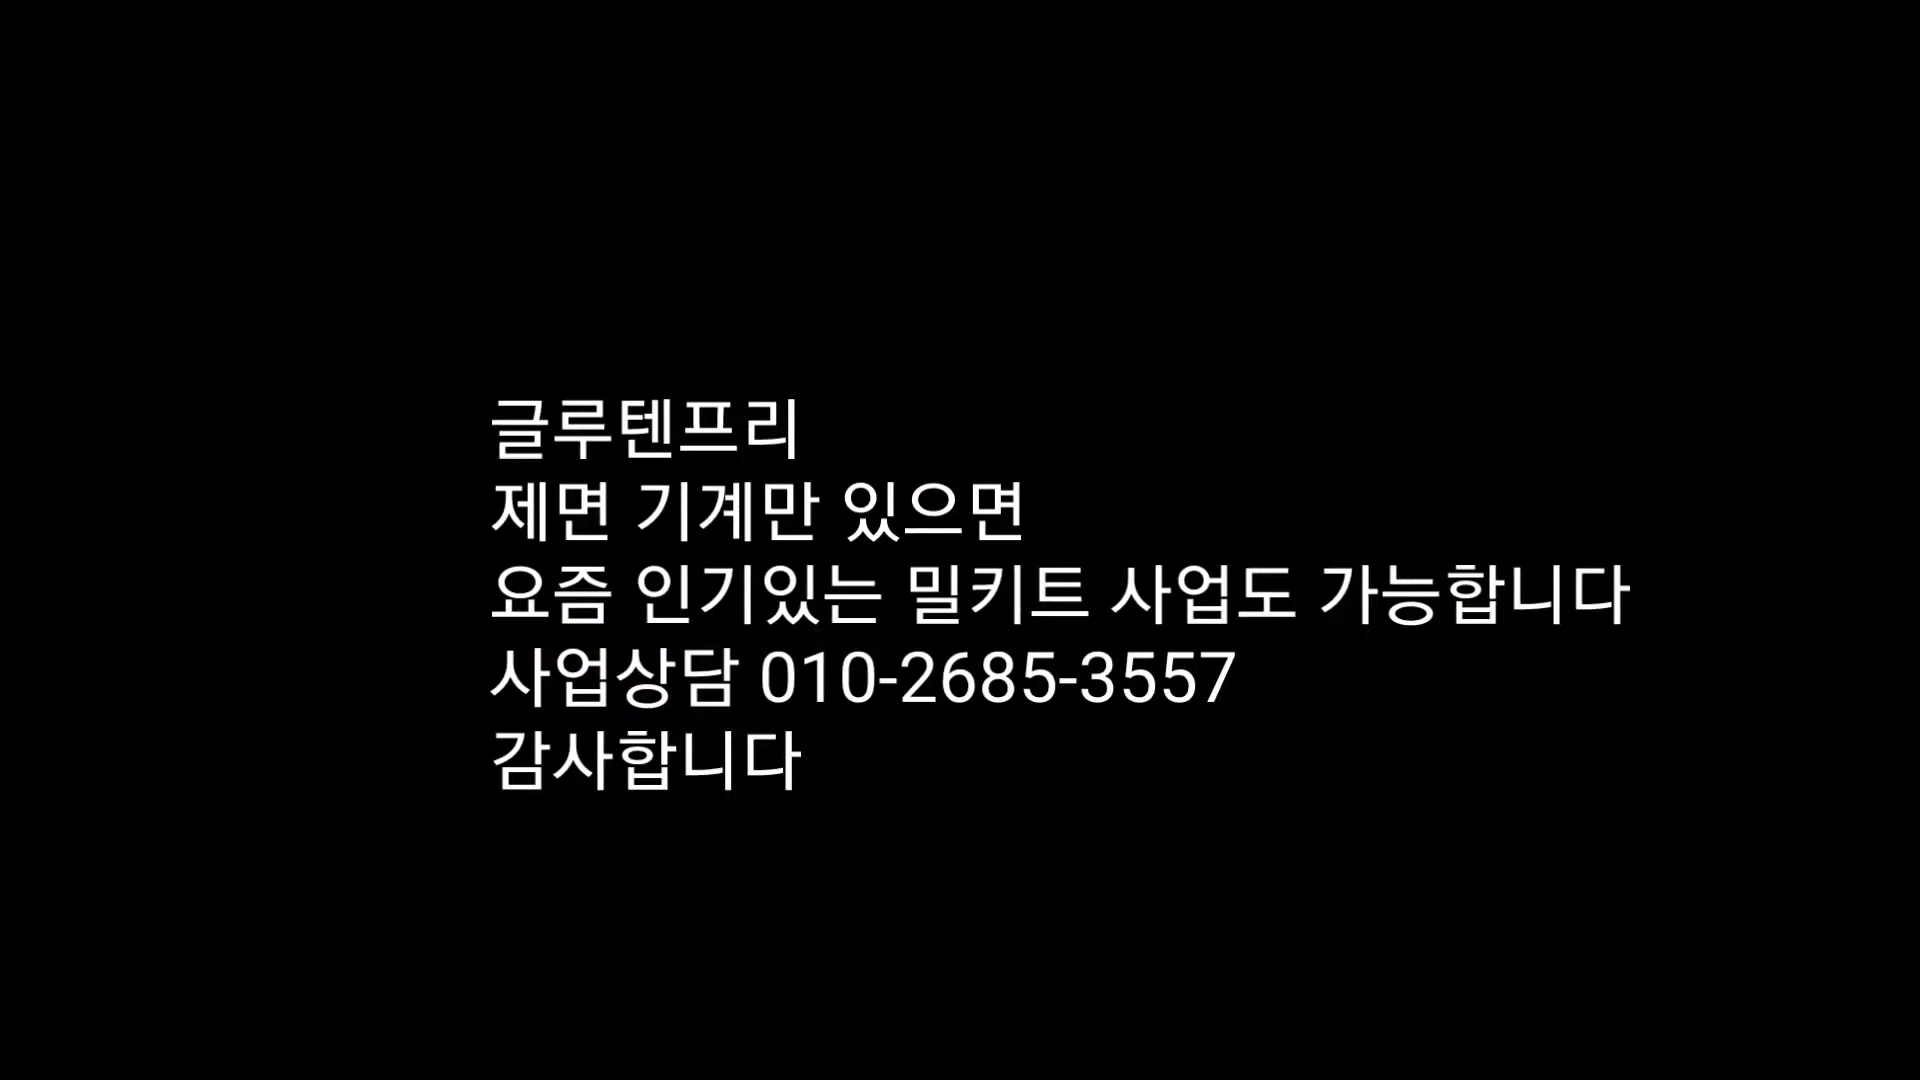 글루텐프리
제면 기계만 있으면
요즘 인기있는 밀키트 사업도 가능합니다
사업상담 010-2685-3557
감사합니다